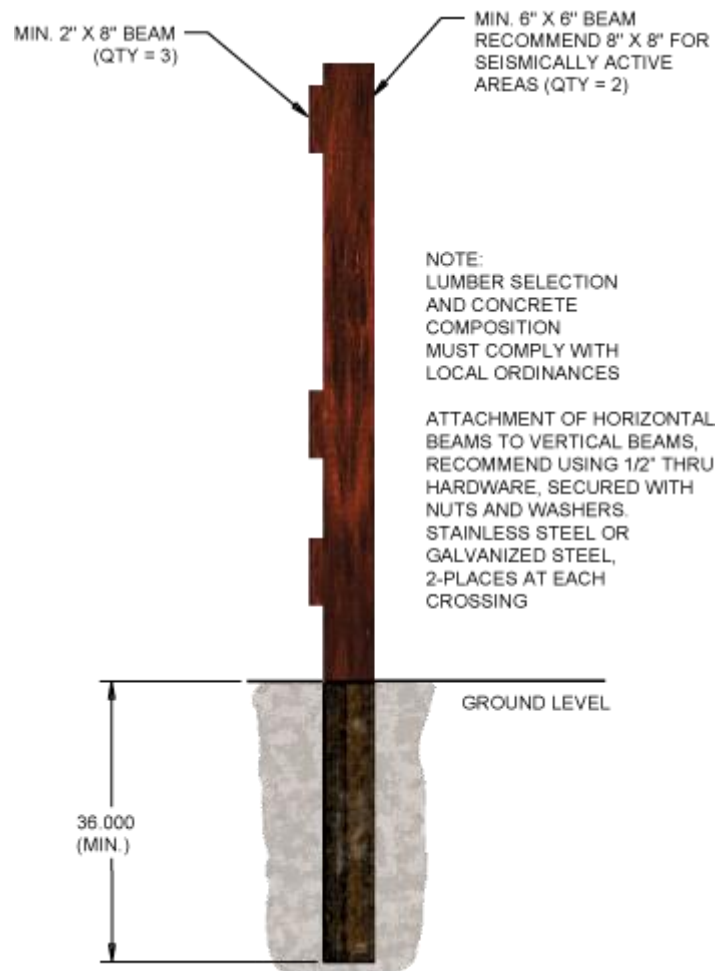 MIN. 2" X 8" BEAM
(QTY = 3)
MIN. 6" X 6" BEAM
RECOMMEND 8" X 8" FOR
SEISMICALLY ACTIVE
AREAS (QTY = 2)
NOTE:
LUMBER SELECTION
AND CONCRETE
COMPOSITION
MUST COMPLY WITH
LOCAL ORDINANCES
ATTACHMENT OF HORIZONTAL
BEAMS TO VERTICAL BEAMS,
RECOMMEND USING 1/2" THRU
HARDWARE, SECURED WITH
NUTS AND WASHERS.
STAINLESS STEEL OR
GALVANIZED STEEL,
2-PLACES AT EACH
CROSSING
GROUND LEVEL
36.000
(MIN.)